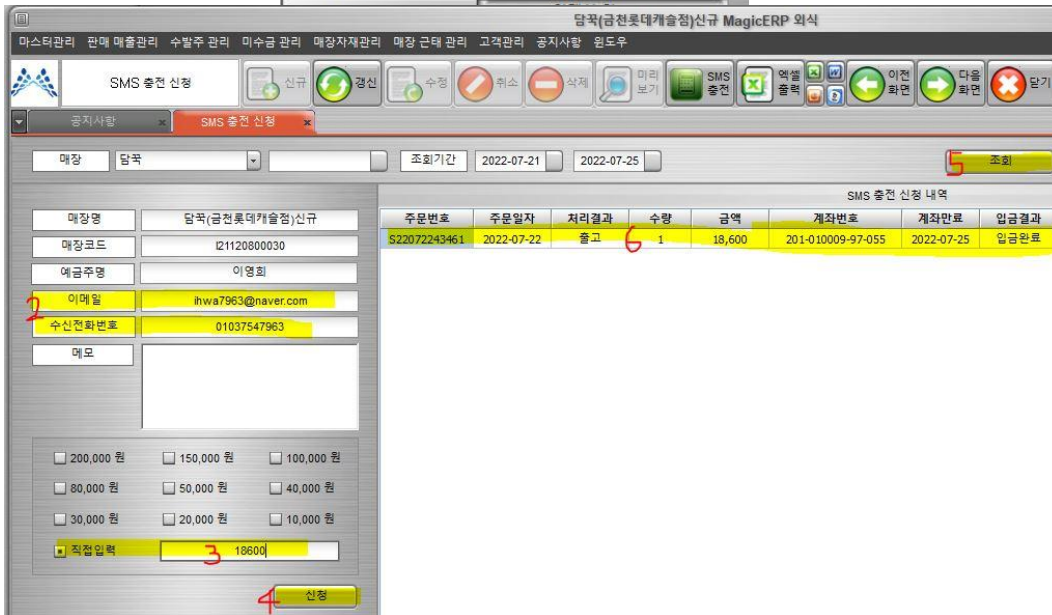 담꾹(금천롯데캐슬점)신규 MagicERP 외식
마스터관리 판매 매출관리 수발주 관리 미수금 관리 매장자재관리 매장 근태 관리 고객관리 공지사항 윈도우
SMS 충전 신청 신규 갱신 수정 취소 삭제 미리보기 SMS 충전 엑셀 출력 이전 화면 다음 화면 닫기
공지사항 × SMS 충전 신청 ×
매장 담꾹 조회기간 2022-07-21 2022-07-25 5 조회
SMS 충전 신청 내역
매장명 담꾹(금천롯데캐슬점)신규
매장코드 I21120800030
예금주명 이영희
2 이메일 ihwa7963@naver.com
수신전화번호 01037547963
메모
주문번호 주문일자 처리결과 수량 금액 계좌번호 계좌만료 입금결과
S22072243461 2022-07-22 출고 6 1 18,600 201-010009-97-055 2022-07-25 입금완료
200,000 원 150,000 원 100,000 원
80,000 원 50,000 원 40,000 원
30,000 원 20,000 원 10,000 원
직접입력 3 18600
4 신청